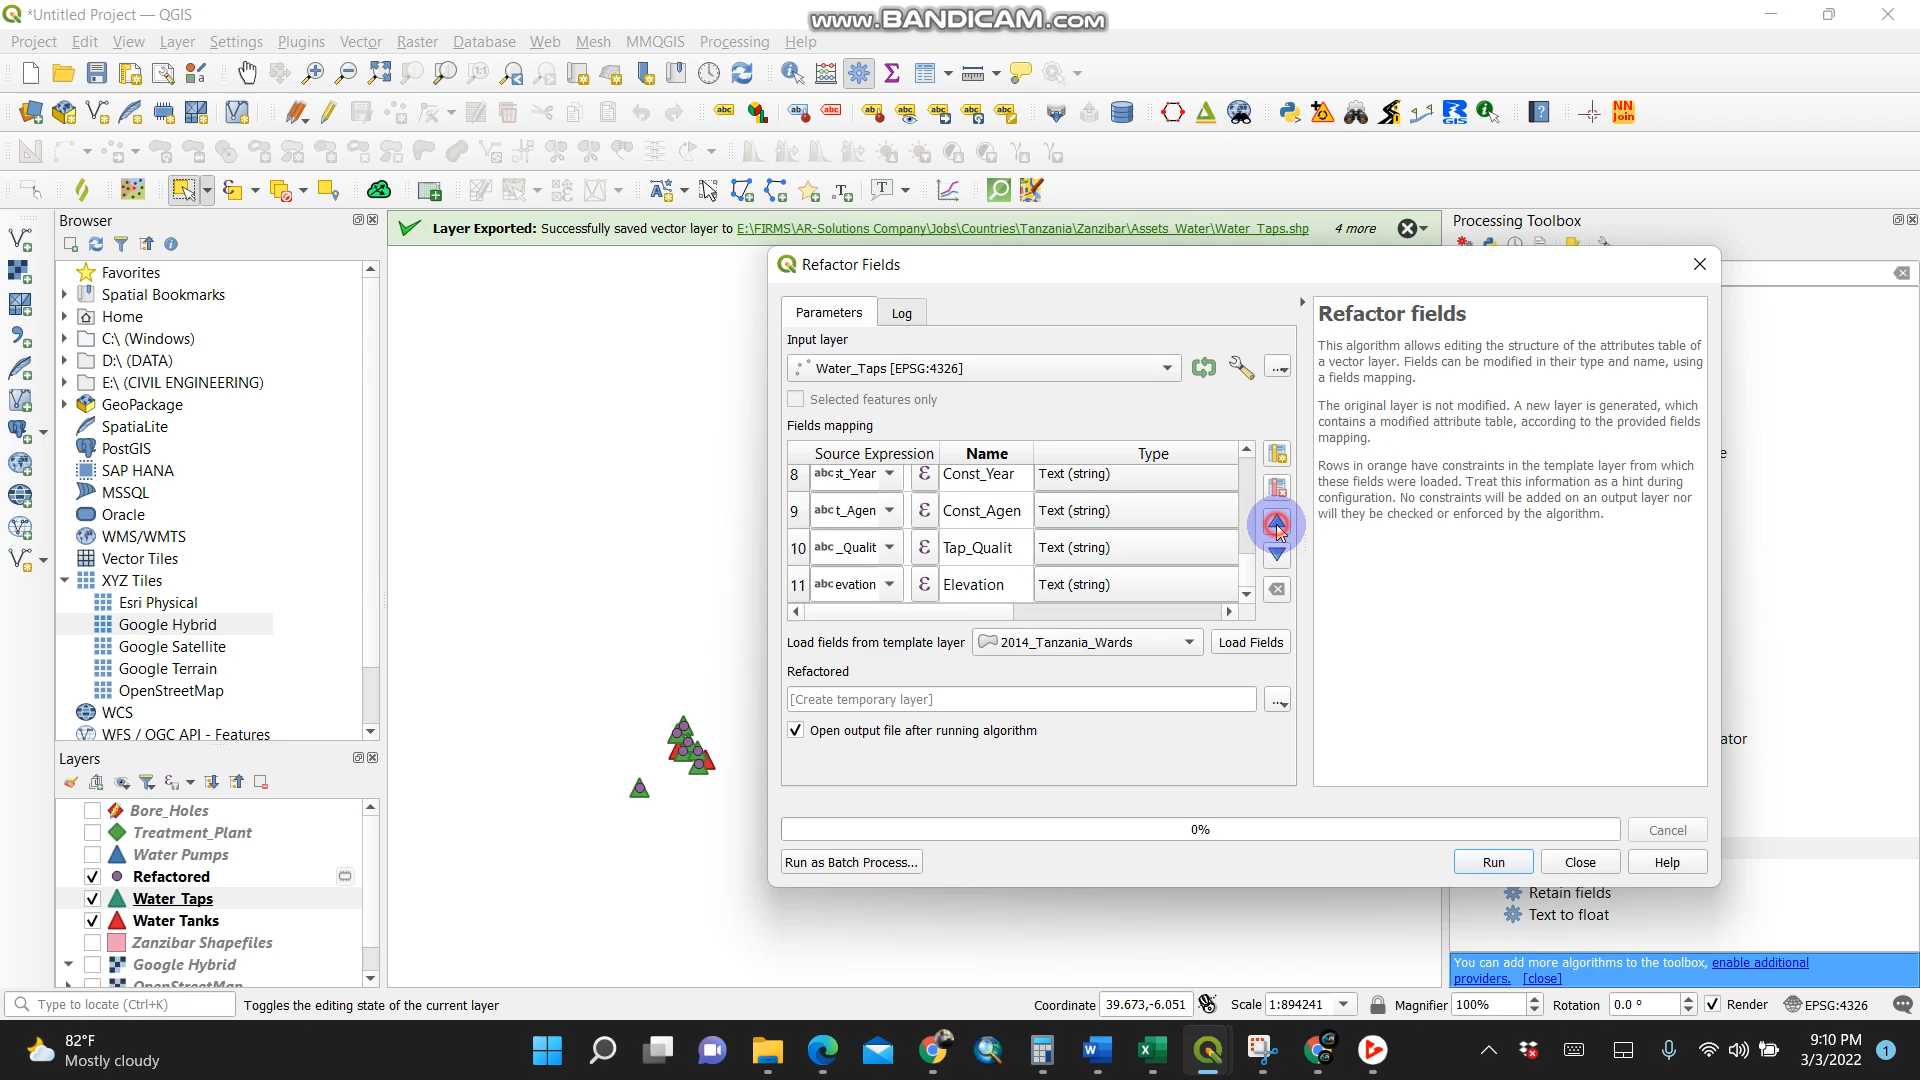 *Untitled Project — QGIS
www.BANDICAM.com
Project Edit View Layer Settings Plugins Vector Raster Database Web Mesh MMQGIS Processing Help
Browser
Favorites
Spatial Bookmarks
Home
C:\ (Windows)
D:\ (DATA)
E:\ (CIVIL ENGINEERING)
GeoPackage
SpatiaLite
PostGIS
SAP HANA
MSSQL
Oracle
WMS/WMTS
Vector Tiles
XYZ Tiles
Esri Physical
Google Hybrid
Google Satellite
Google Terrain
OpenStreetMap
WCS
WFS / OGC API - Features
Layers
Bore_Holes
Treatment_Plant
Water Pumps
Refactored
Water Taps
Water Tanks
Zanzibar Shapefiles
Google Hybrid
OpenStreetMap
Layer Exported: Successfully saved vector layer to E:\FIRMS\AR-Solutions Company\Jobs\Countries\Tanzania\Zanzibar\Assets_Water\Water_Taps.shp 4 more
Processing Toolbox
Refactor Fields
Parameters Log
Input layer
Water_Taps [EPSG:4326]
Selected features only
Fields mapping
Source Expression Name Type
8 abc st_Year ε Const_Year Text (string)
9 abc t_Agen ε Const_Agen Text (string)
10 abc _Qualit ε Tap_Qualit Text (string)
11 abc evation ε Elevation Text (string)
Load fields from template layer 2014_Tanzania_Wards Load Fields
Refactored
[Create temporary layer]
Open output file after running algorithm
Refactor fields
This algorithm allows editing the structure of the attributes table of
a vector layer. Fields can be modified in their type and name, using
a fields mapping.
The original layer is not modified. A new layer is generated, which
contains a modified attribute table, according to the provided fields
mapping.
Rows in orange have constraints in the template layer from which
these fields were loaded. Treat this information as a hint during
configuration. No constraints will be added on an output layer nor
will they be checked or enforced by the algorithm.
0% Cancel
Run as Batch Process... Run Close Help
ator
Retain fields
Text to float
You can add more algorithms to the toolbox, enable additional
providers. [close]
Type to locate (Ctrl+K) Toggles the editing state of the current layer Coordinate 39.673,-6.051 Scale 1:894241 Magnifier 100% Rotation 0.0 ° Render EPSG:4326
82°F
Mostly cloudy
9:10 PM
3/3/2022
1